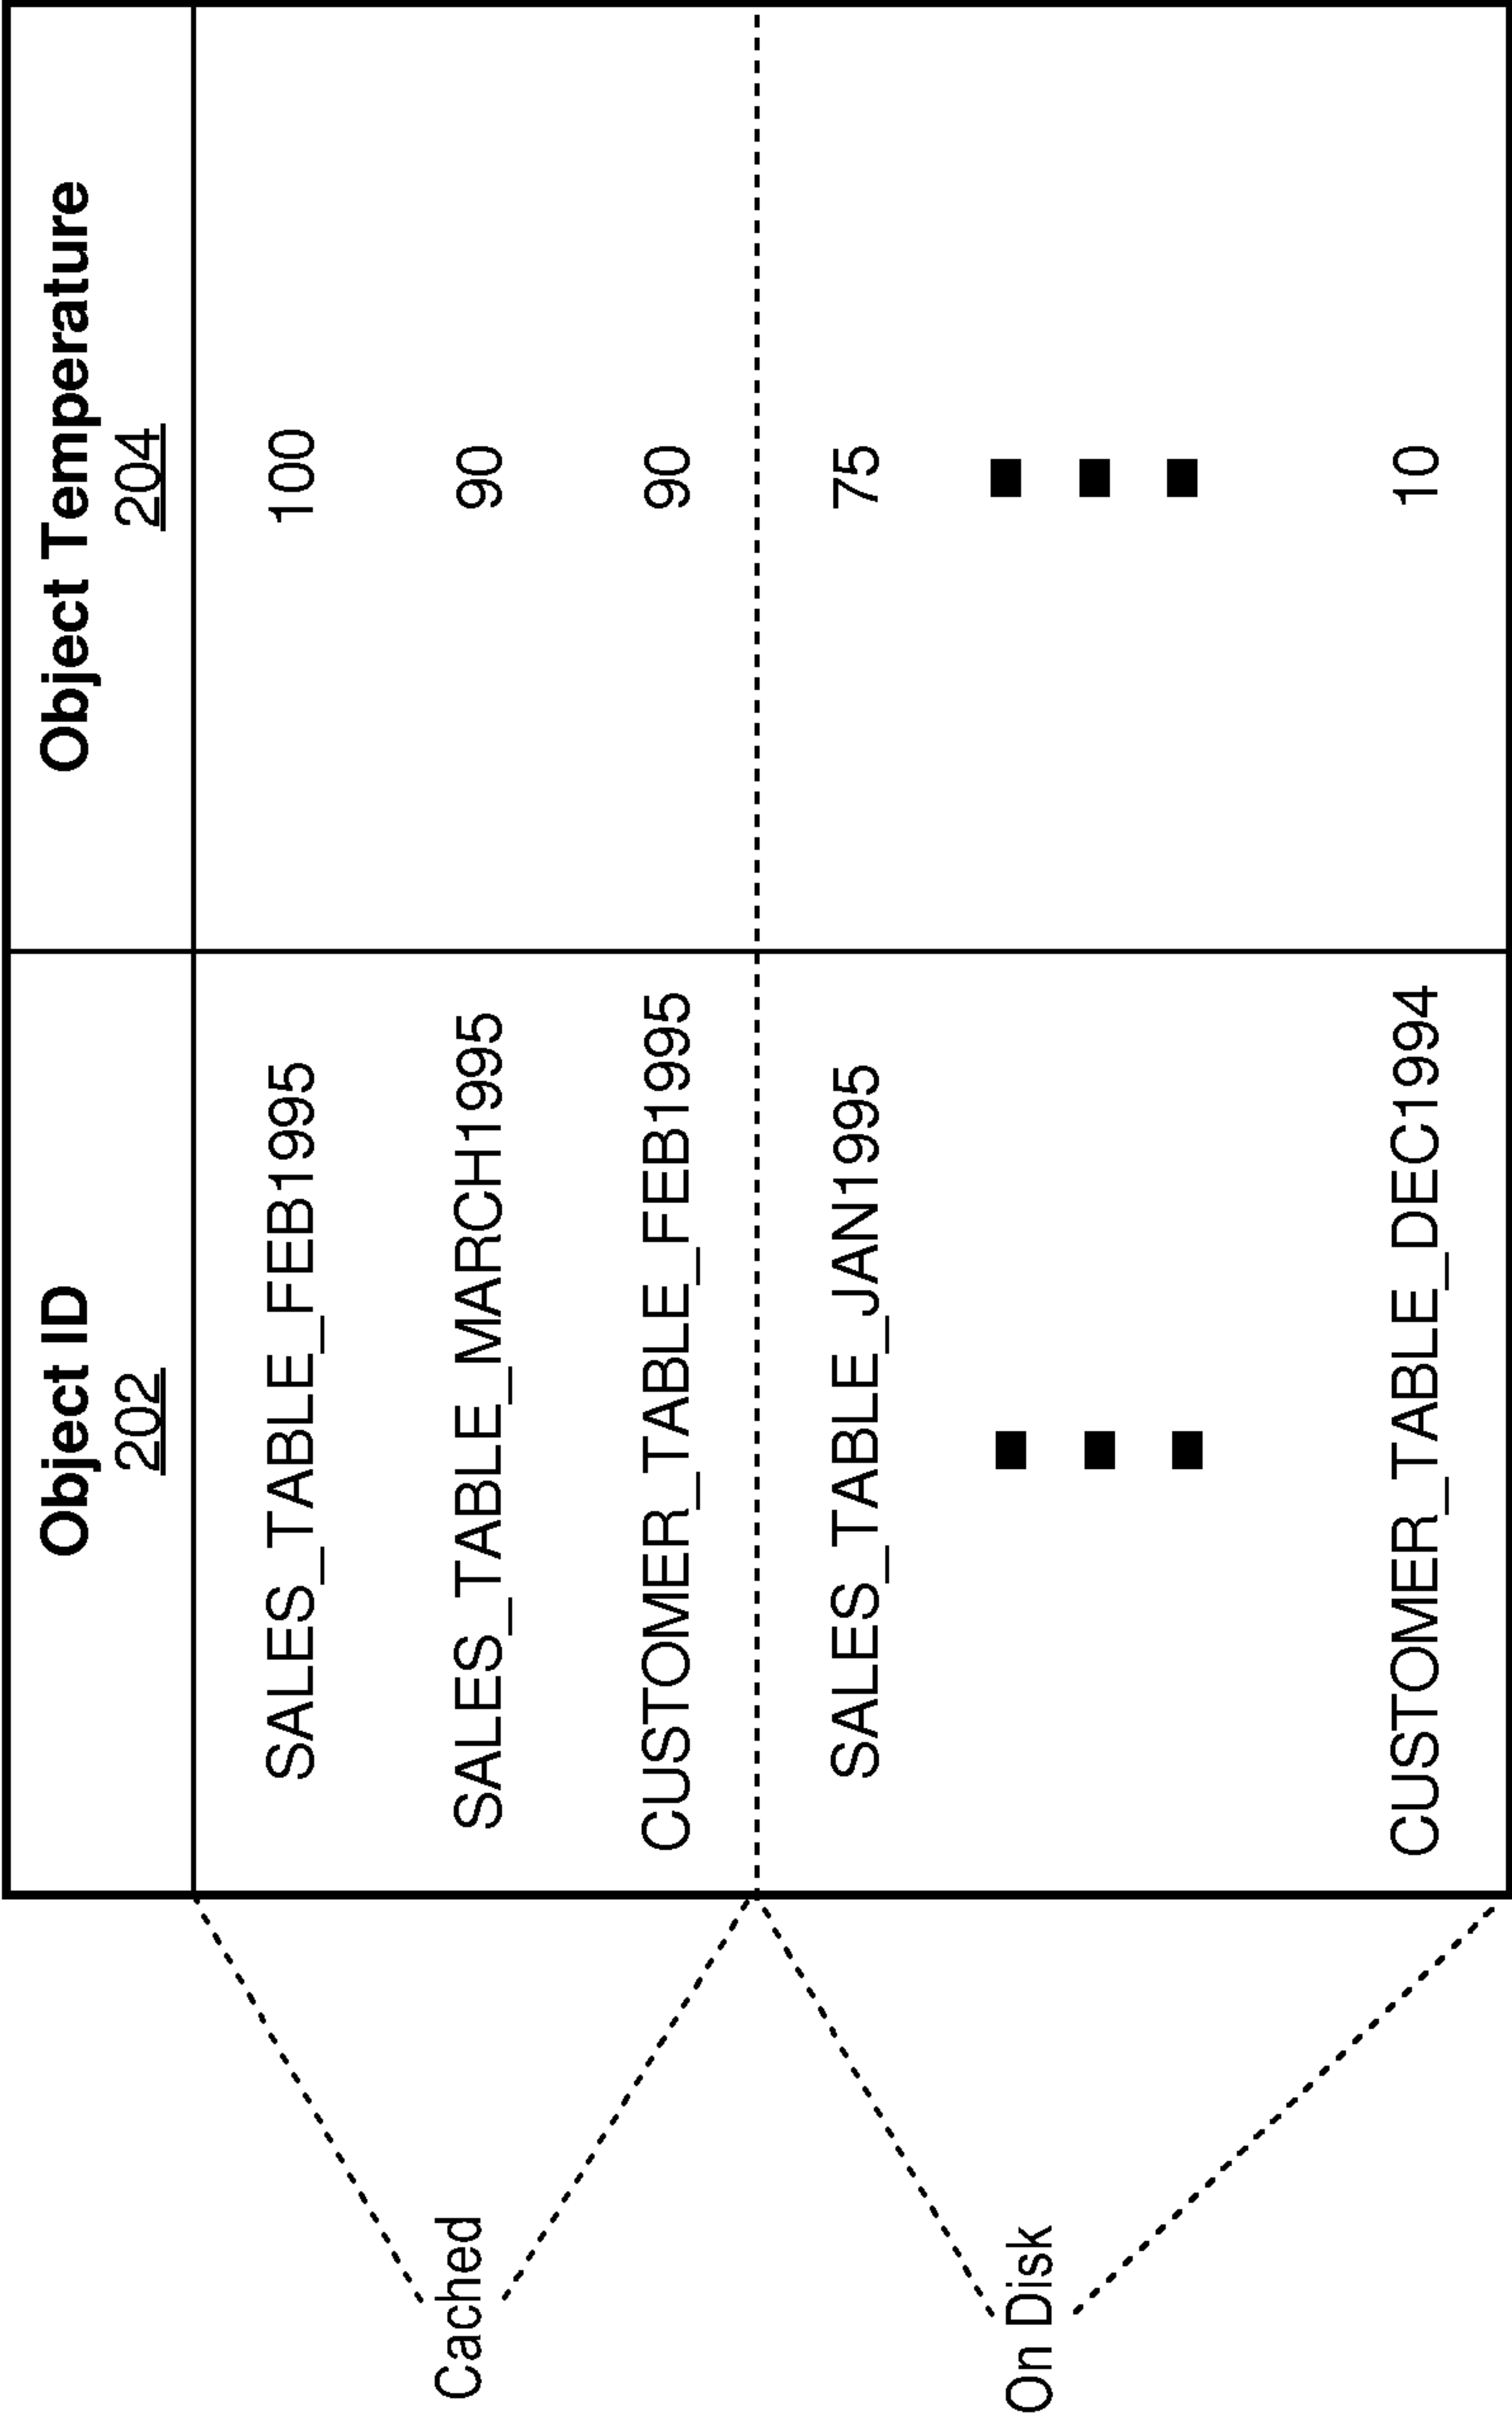 Object ID Object Temperature
202 204
SALES_TABLE_FEB1995 100
SALES_TABLE_MARCH1995 90
Cached
CUSTOMER_TABLE_FEB1995 90
SALES_TABLE_JAN1995 75
On Disk
CUSTOMER_TABLE_DEC1994 10